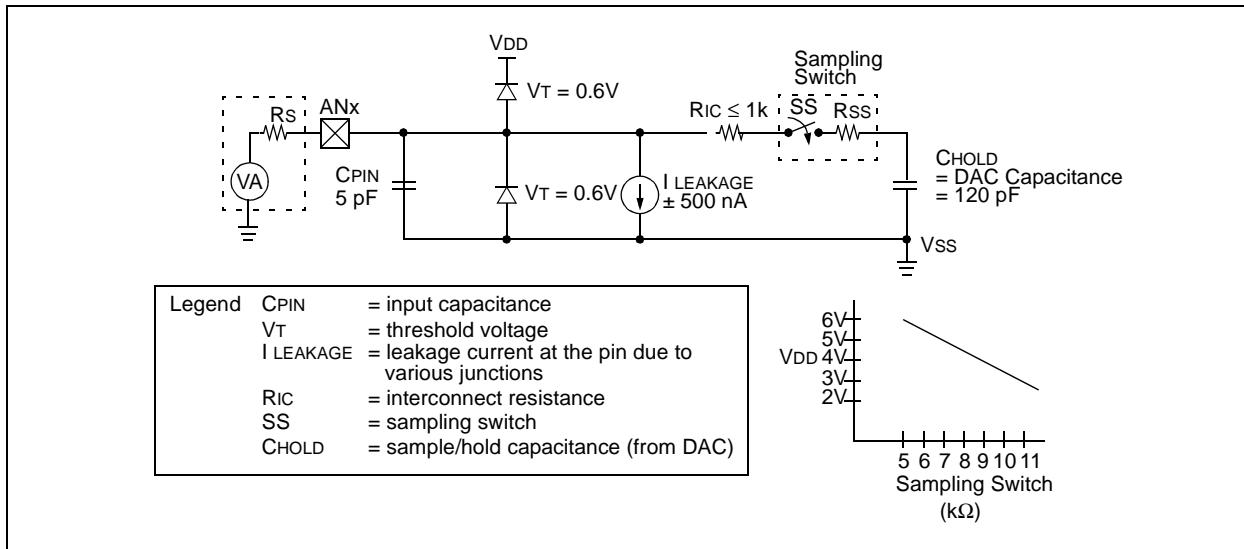 VDD
Sampling
Switch
VT = 0.6V
RS
ANx
RIC ≤ 1k
SS
RSS
VA
CPIN
5 pF
VT = 0.6V
I LEAKAGE
± 500 nA
CHOLD
= DAC Capacitance
= 120 pF
VSS
Legend CPIN = input capacitance
VT = threshold voltage
I LEAKAGE = leakage current at the pin due to
various junctions
RIC = interconnect resistance
SS = sampling switch
CHOLD = sample/hold capacitance (from DAC)
6V
5V
VDD 4V
3V
2V
5 6 7 8 9 10 11
Sampling Switch
(kΩ)